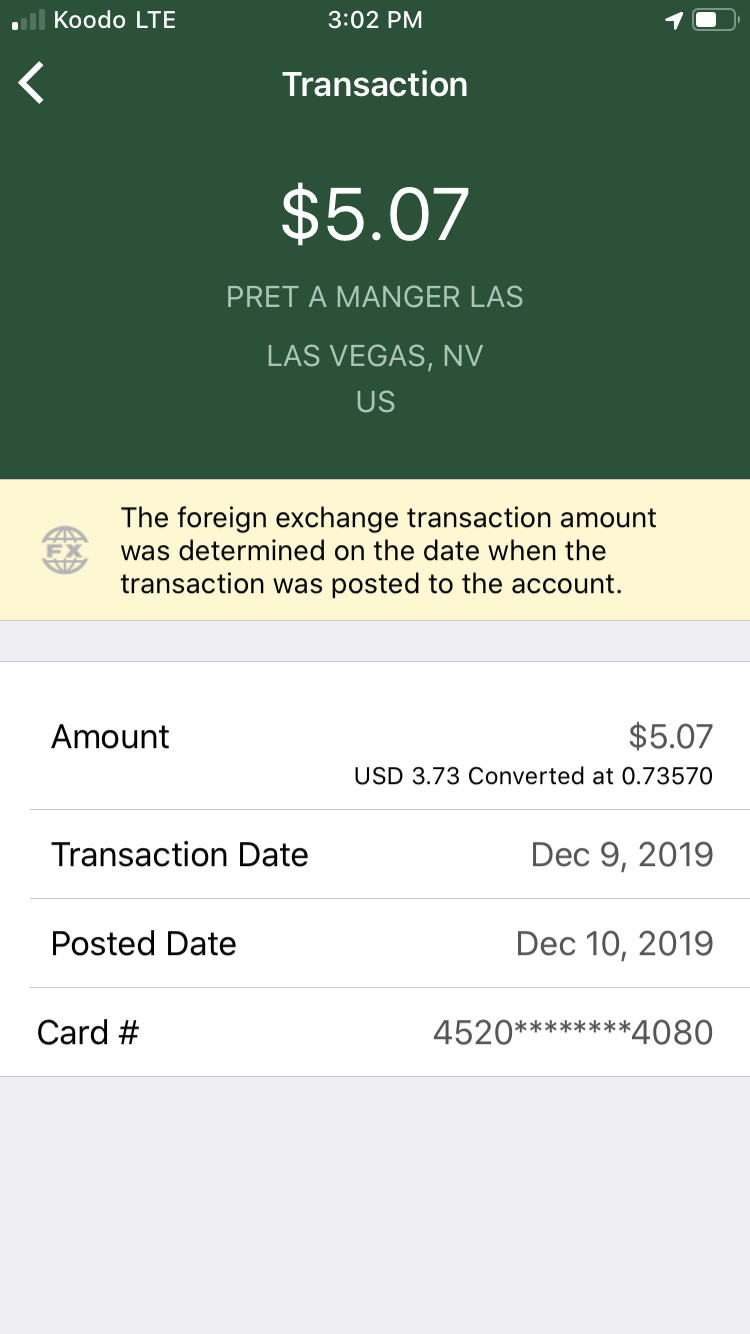 Koodo LTE 3:02 PM
Transaction
$5.07
PRET A MANGER LAS
LAS VEGAS, NV
US
FX
The foreign exchange transaction amount
was determined on the date when the
transaction was posted to the account.
Amount $5.07
USD 3.73 Converted at 0.73570
Transaction Date Dec 9, 2019
Posted Date Dec 10, 2019
Card # 4520********4080